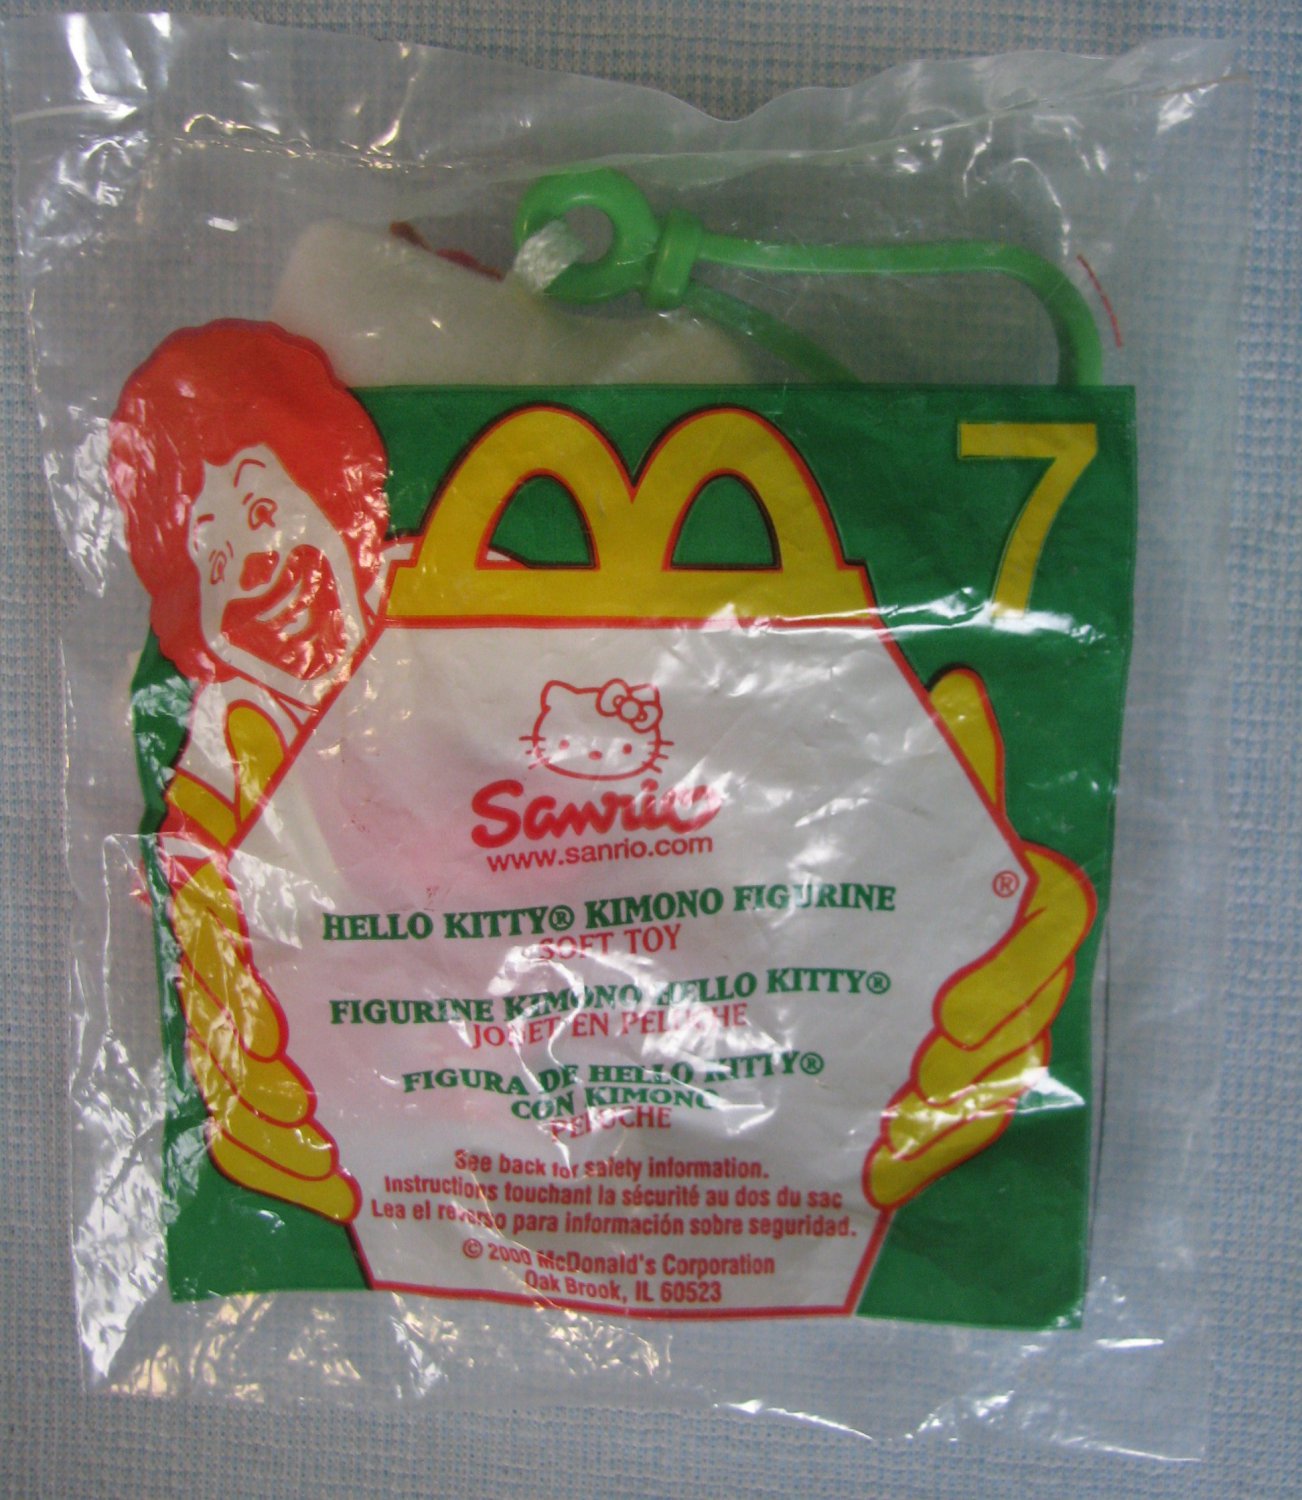 7
Sanrio
www.sanrio.com
®
HELLO KITTY® KIMONO FIGURINE
SOFT TOY
FIGURINE KIMONO HELLO KITTY®
JOUET EN PELUCHE
FIGURA DE HELLO KITTY®
CON KIMONO
PELUCHE
See back for safety information.
Instructions touchant la sécurité au dos du sac
Lea el reverso para información sobre seguridad.
© 2000 McDonald's Corporation
Oak Brook, IL 60523